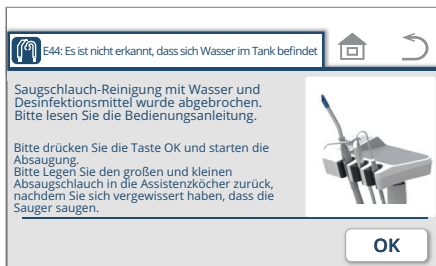 E44: Es ist nicht erkannt, dass sich Wasser im Tank befindet
Saugschlauch-Reinigung mit Wasser und
Desinfektionsmittel wurde abgebrochen.
Bitte lesen Sie die Bedienungsanleitung.
Bitte drücken Sie die Taste OK und starten die
Absaugung.
Bitte Legen Sie den großen und kleinen
Absaugschlauch in die Assistenzköcher zurück,
nachdem Sie sich vergewissert haben, dass die
Sauger saugen.
OK